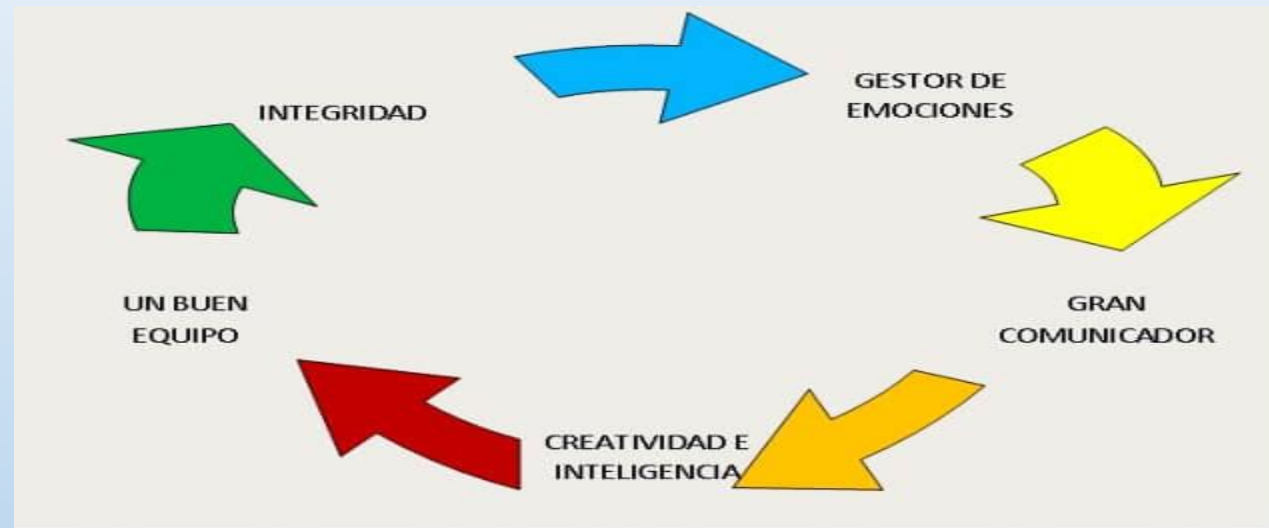 INTEGRIDAD
GESTOR DE
EMOCIONES
GRAN
COMUNICADOR
CREATIVIDAD E
INTELIGENCIA
UN BUEN
EQUIPO